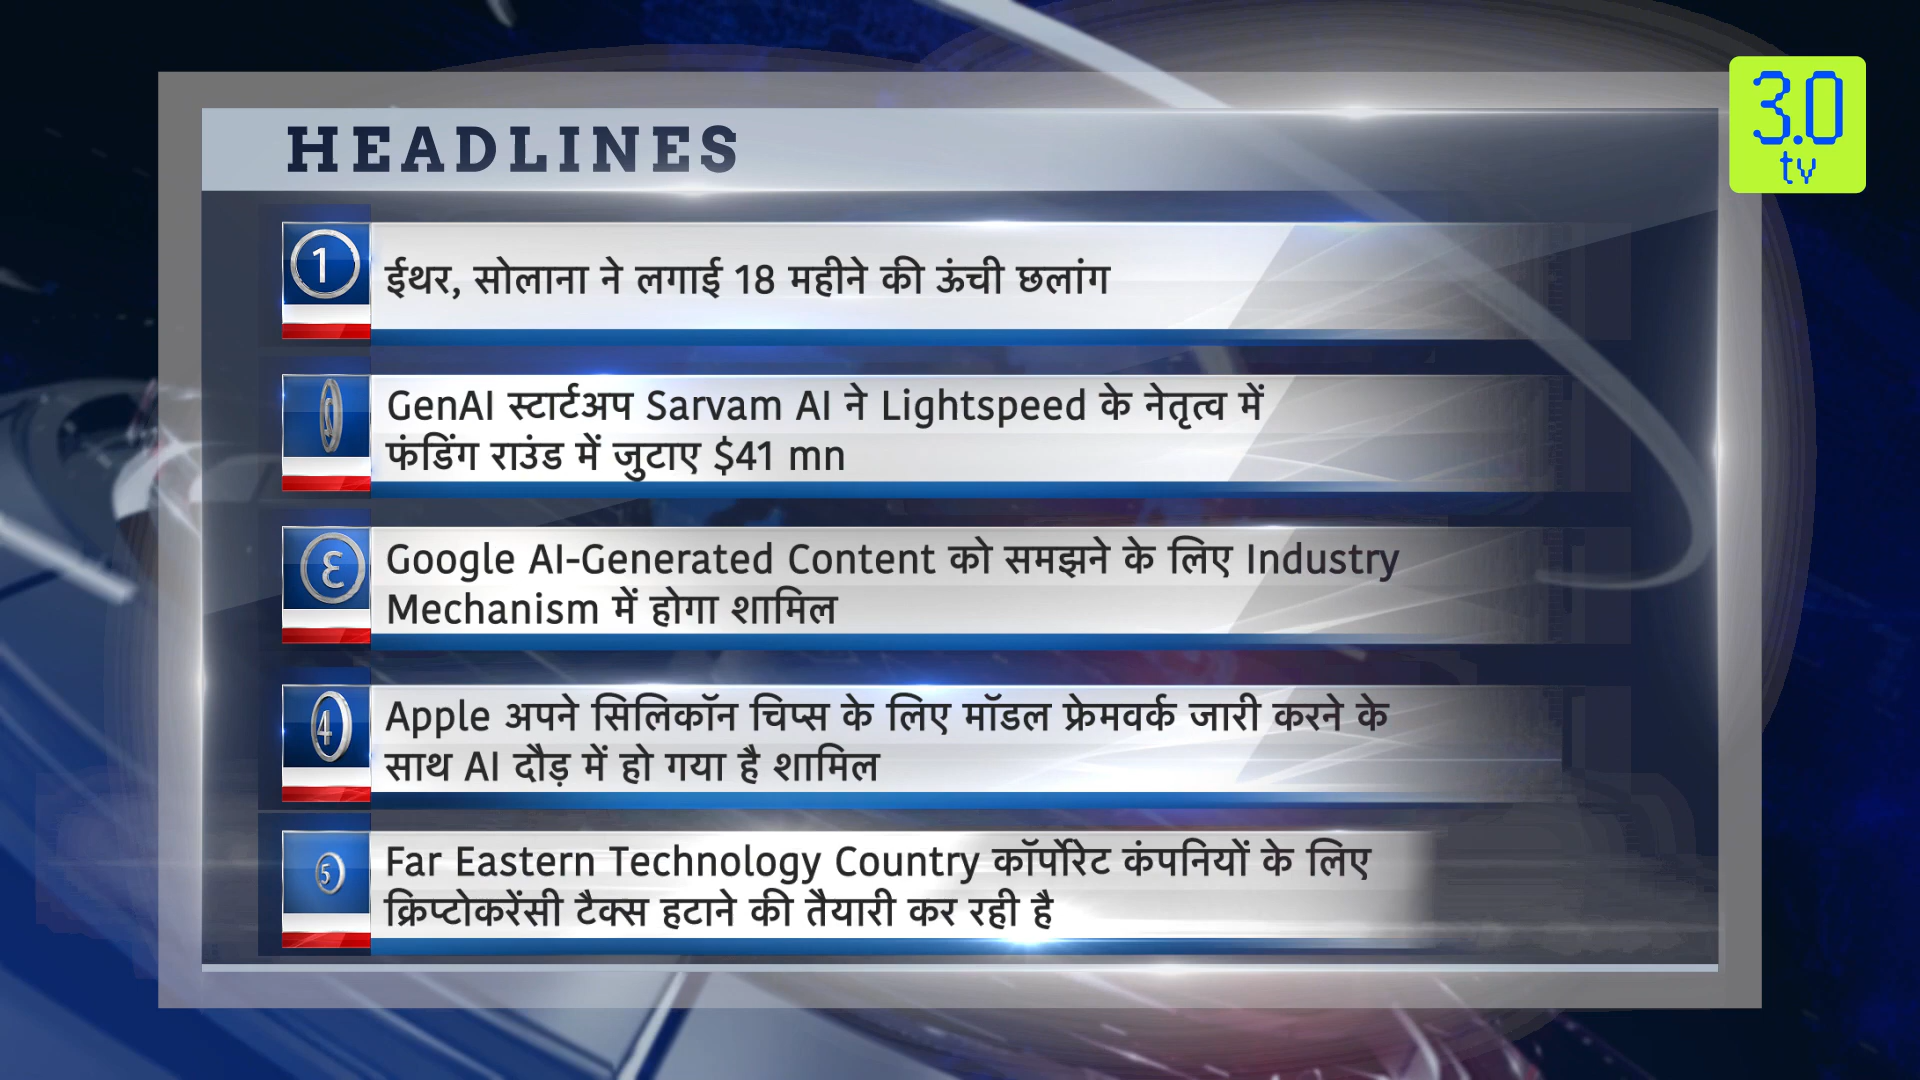 3.0
tv
HEADLINES
1
ईथर, सोलाना ने लगाई 18 महीने की ऊंची छलांग
2
GenAI स्टार्टअप Sarvam AI ने Lightspeed के नेतृत्व में
फंडिंग राउंड में जुटाए $41 mn
3
Google AI-Generated Content को समझने के लिए Industry
Mechanism में होगा शामिल
4
Apple अपने सिलिकॉन चिप्स के लिए मॉडल फ्रेमवर्क जारी करने के
साथ AI दौड़ में हो गया है शामिल
5
Far Eastern Technology Country कॉर्पोरेट कंपनियों के लिए
क्रिप्टोकरेंसी टैक्स हटाने की तैयारी कर रही है